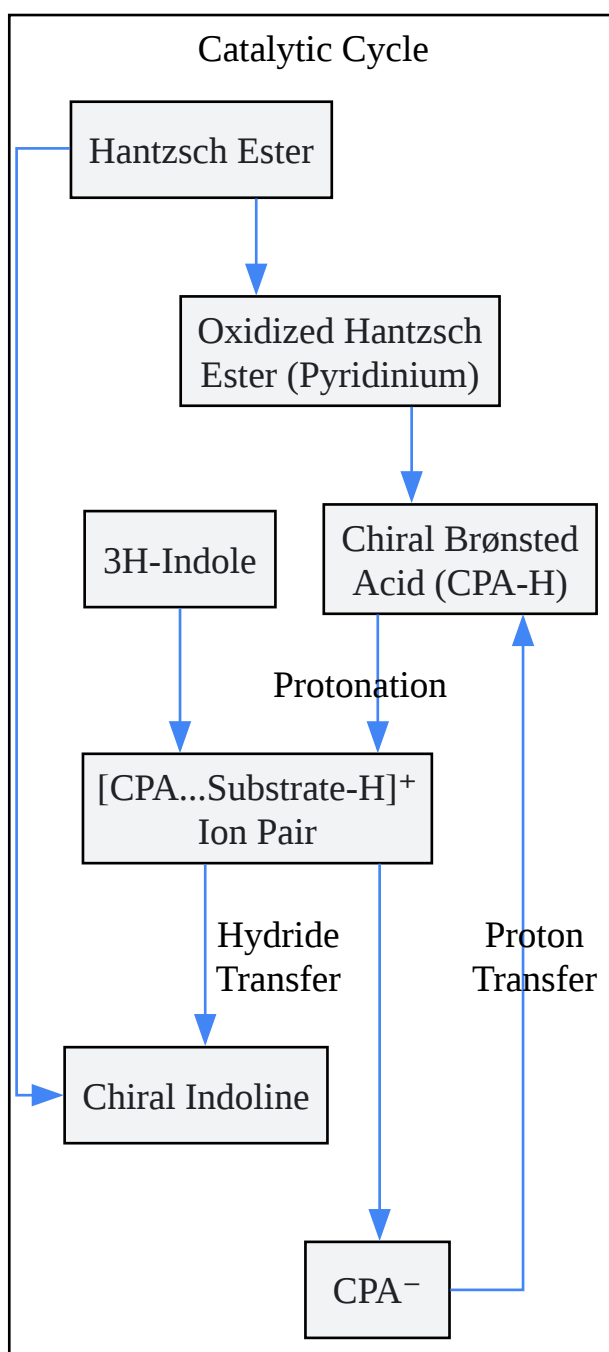 Catalytic Cycle
Hantzsch Ester
Oxidized Hantzsch
Ester (Pyridinium)
3H-Indole
Chiral Brønsted
Acid (CPA-H)
Protonation
[CPA...Substrate-H]⁺
Ion Pair
Hydride
Transfer
Proton
Transfer
Chiral Indoline
CPA⁻